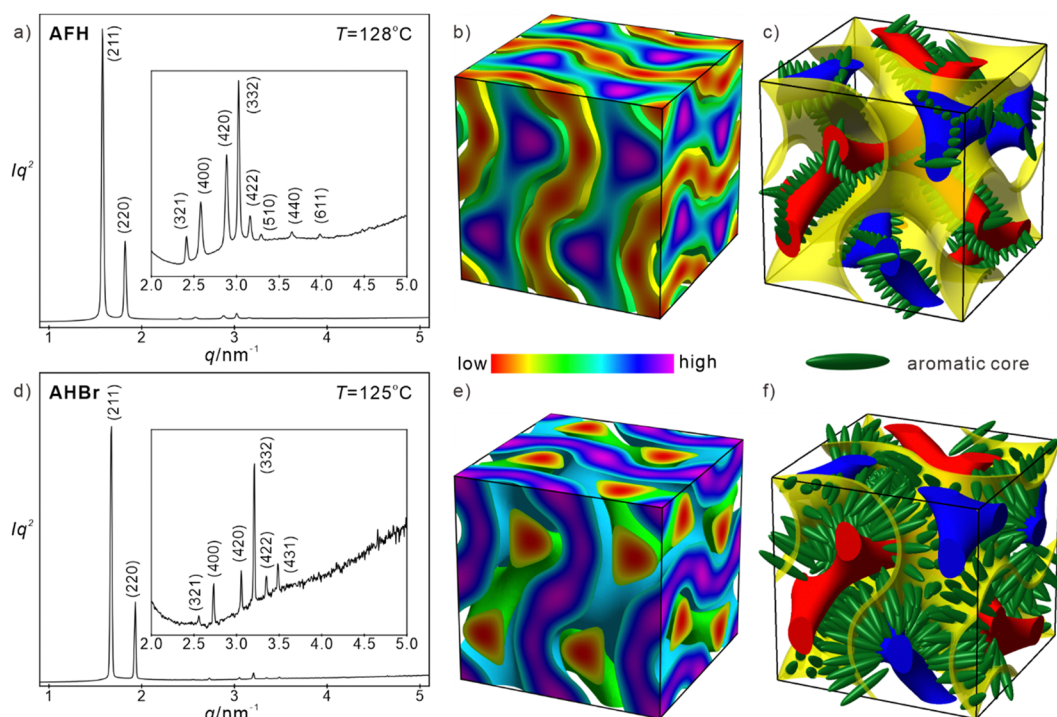 a) AFH T=128°C
(211)
(220)
Iq²
(321)
(400)
(420)
(332)
(422)
(510)
(440)
(611)
2.0 2.5 3.0 3.5 4.0 4.5 5.0
1 2 3 4 5
q/nm⁻¹
b)
c)
low high
aromatic core
d) AHBr T=125°C
(211)
(220)
Iq²
(321)
(400)
(420)
(332)
(422)
(431)
2.0 2.5 3.0 3.5 4.0 4.5 5.0
1 2 3 4 5
q/nm⁻¹
e)
f)